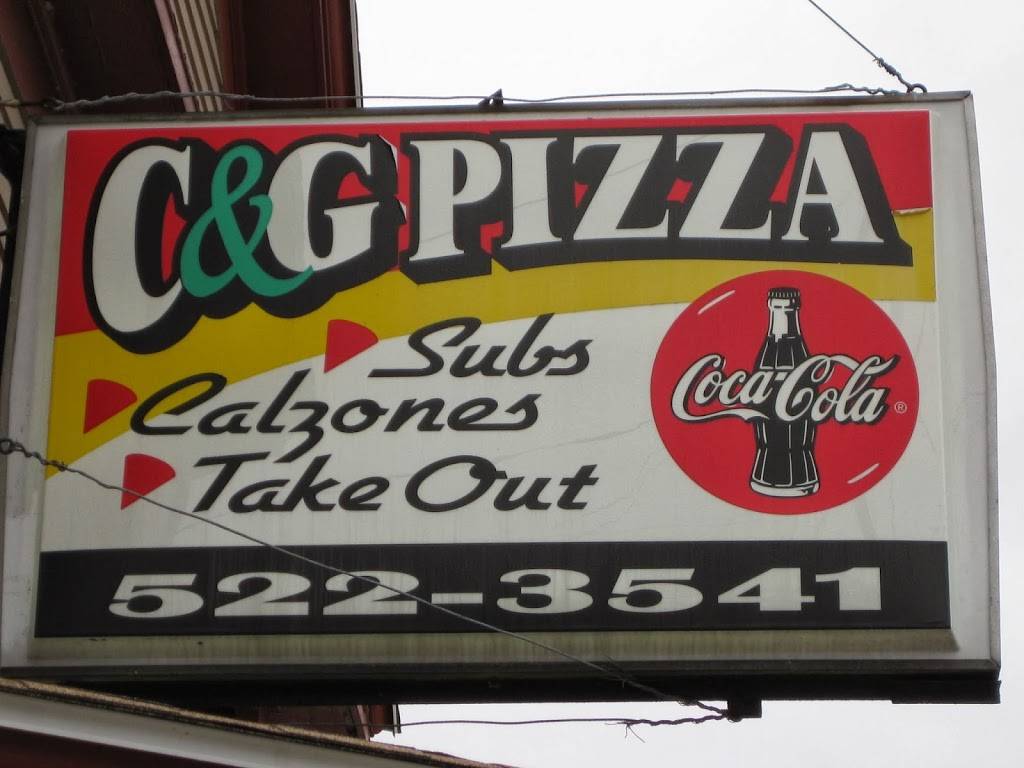 C&G PIZZA
Subs
Calzones
Take Out
Coca-Cola®
522-3541